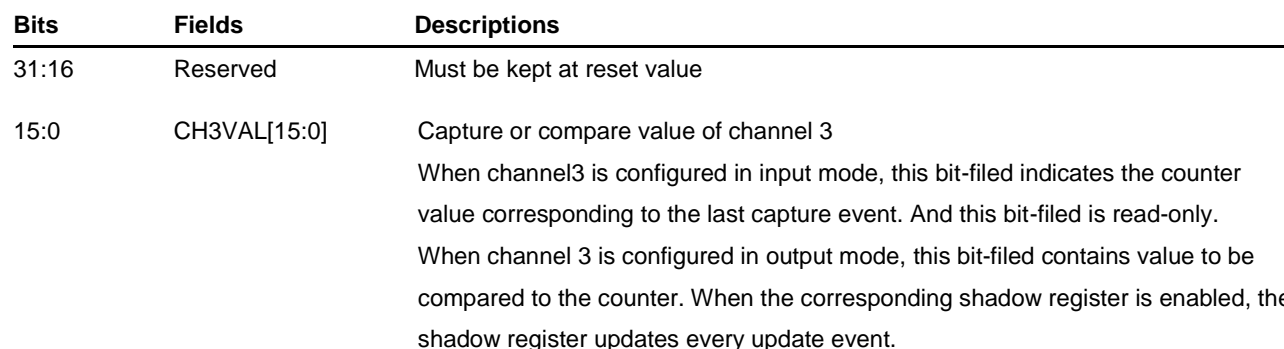 Bits Fields Descriptions
31:16 Reserved Must be kept at reset value
15:0 CH3VAL[15:0] Capture or compare value of channel 3
When channel3 is configured in input mode, this bit-filed indicates the counter
value corresponding to the last capture event. And this bit-filed is read-only.
When channel 3 is configured in output mode, this bit-filed contains value to be
compared to the counter. When the corresponding shadow register is enabled, the
shadow register updates every update event.